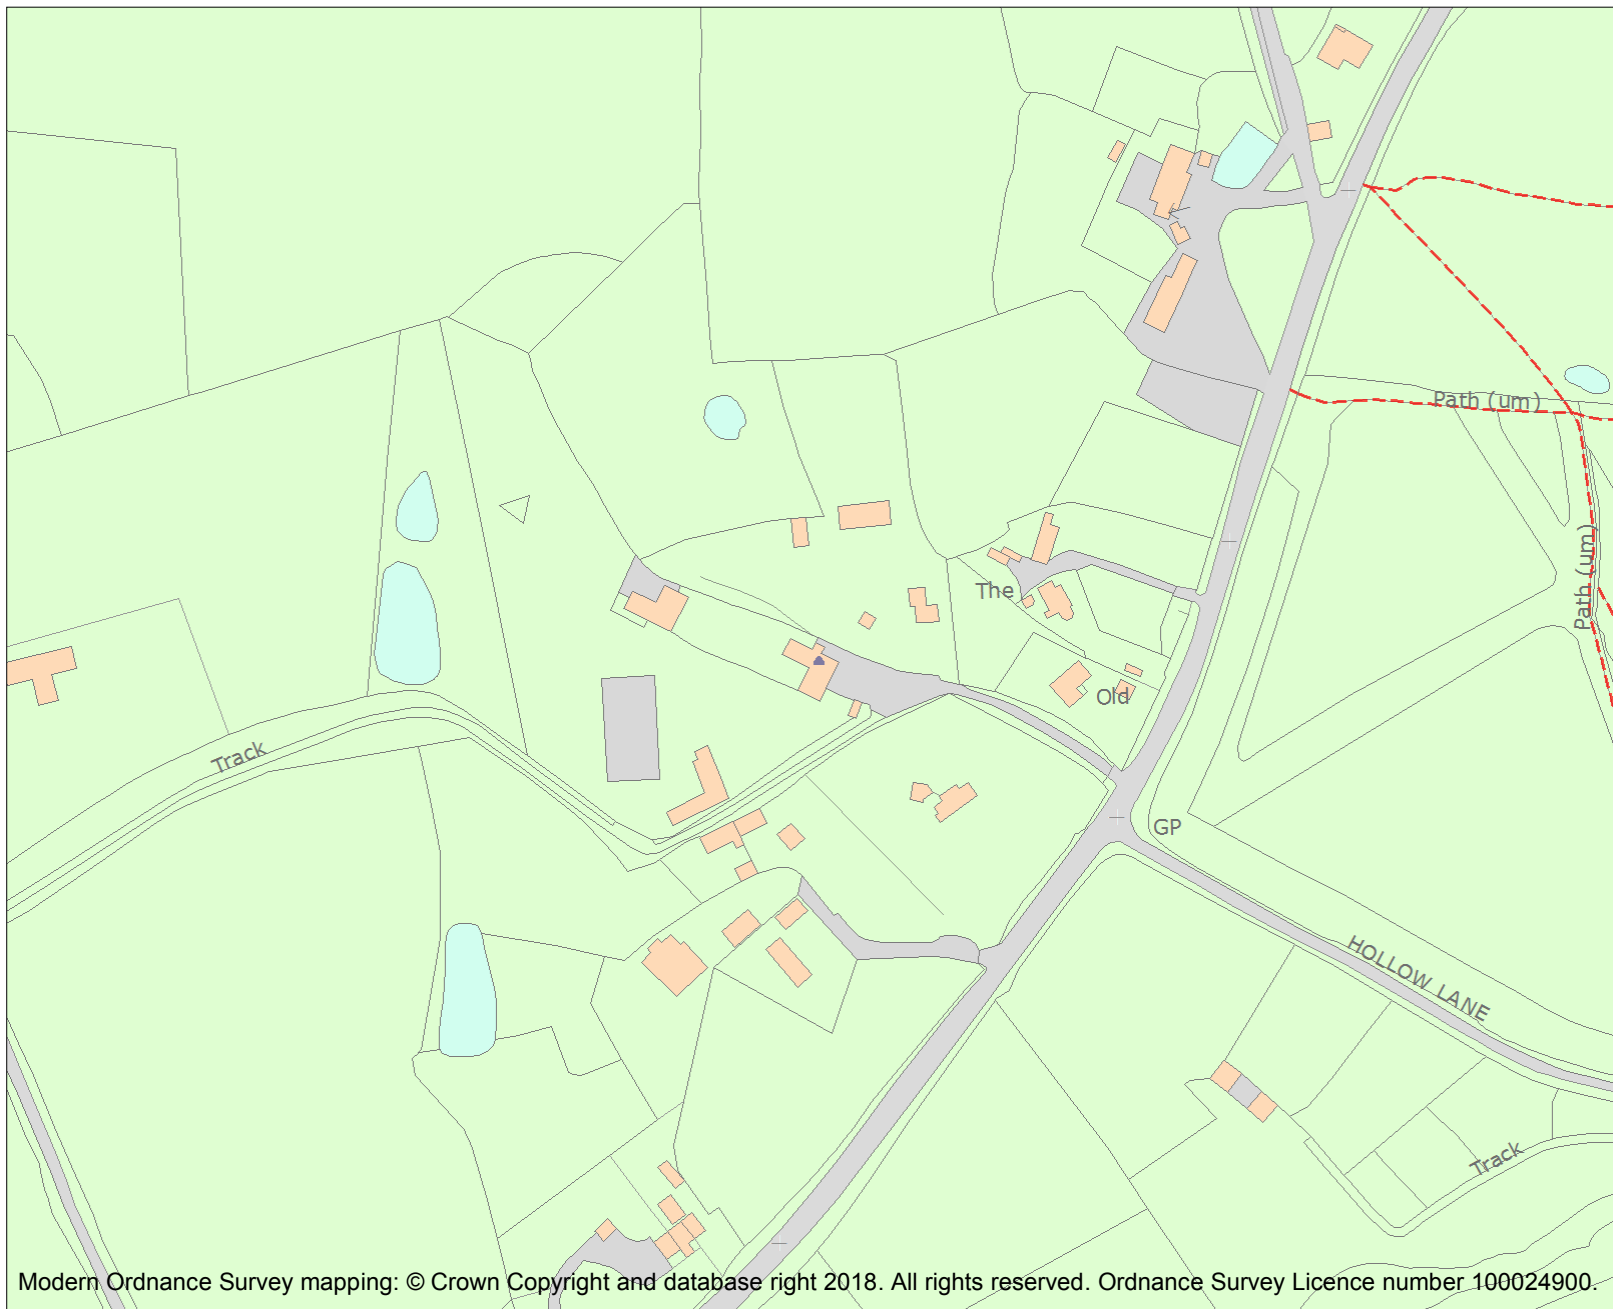 Path (um)
Path (um)
The
Old
Track
GP
HOLLOW LANE
Track
Modern Ordnance Survey mapping: © Crown Copyright and database right 2018. All rights reserved. Ordnance Survey Licence number 100024900.